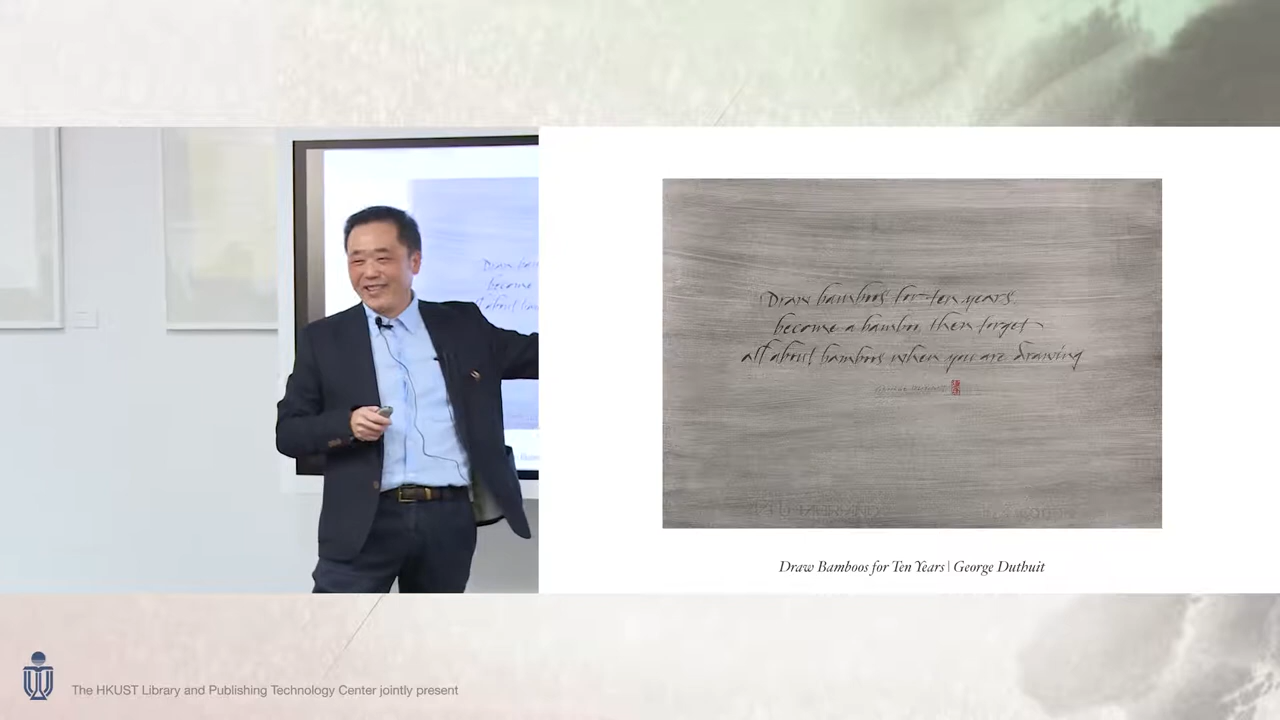 Draw bamboos for ten years,
become a bamboo, then forget
all about bamboos when you are drawing
Draw Bamboos for Ten Years | George Duthuit
The HKUST Library and Publishing Technology Center jointly present